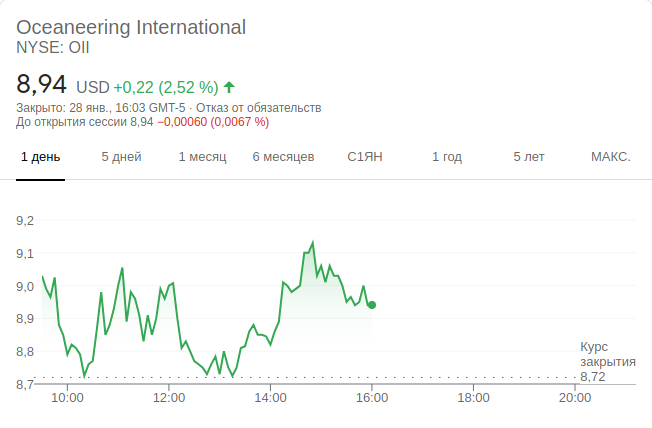 Oceaneering International
NYSE: OII
8,94 USD +0,22 (2,52 %)
Закрыто: 28 янв., 16:03 GMT-5 · Отказ от обязательств
До открытия сессии 8,94 −0,00060 (0,0067 %)
1 день 5 дней 1 месяц 6 месяцев С1ЯН 1 год 5 лет МАКС.
9,2
9,1
9,0
8,9
8,8
8,7
Курс
закрытия
8,72
10:00 12:00 14:00 16:00 18:00 20:00